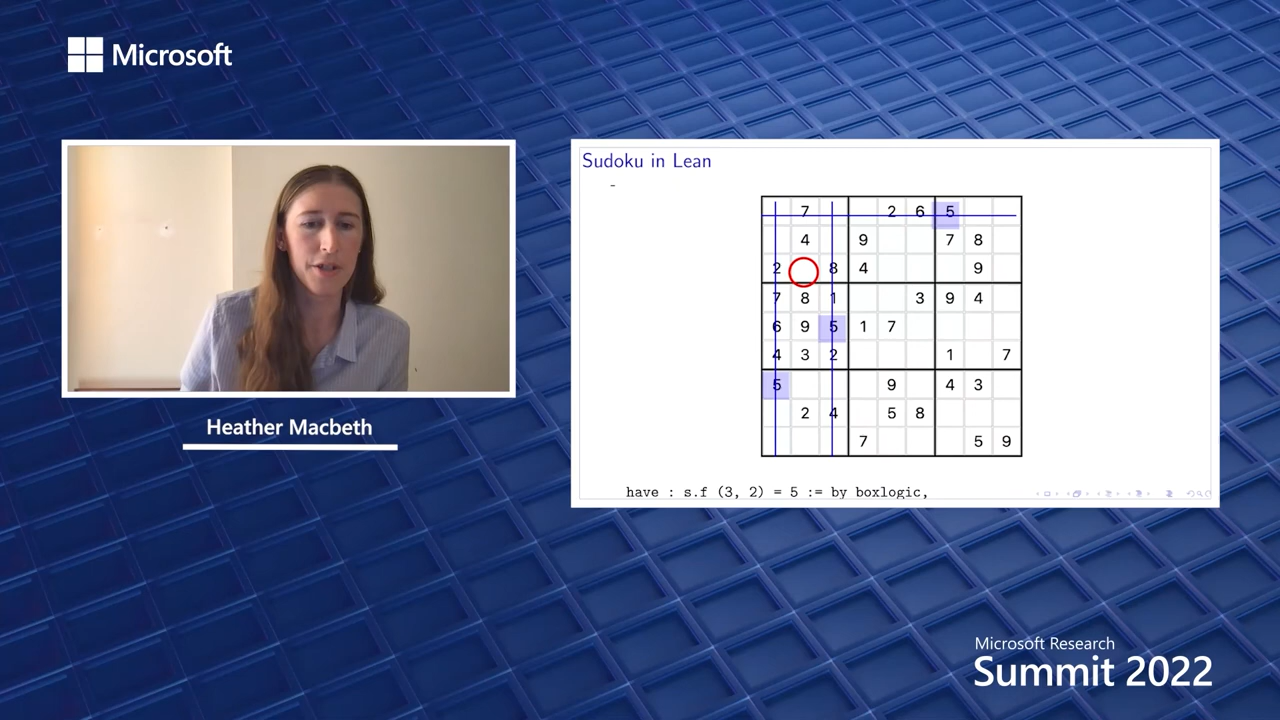 Microsoft
Sudoku in Lean
7 2 6 5
4 9 7 8
2 8 4 9
7 8 1 3 9 4
6 9 5 1 7
4 3 2 1 7
5 9 4 3
2 4 5 8
7 5 9
have : s.f (3, 2) = 5 := by boxlogic,
Heather Macbeth
Microsoft Research
Summit 2022